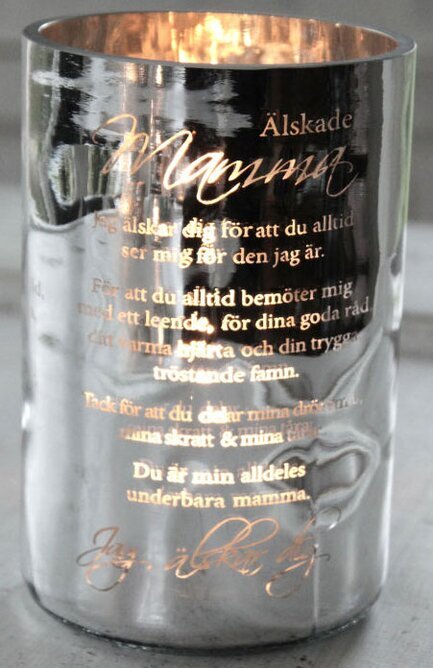 Älskade
Mamma
Jag älskar dig för att du alltid
ser mig för den jag är.
För att du alltid bemöter mig
med ett leende, för dina goda råd
ditt varma hjärta och din trygga
tröstande famn.
Tack för att du delar mina drömmar,
mina skratt & mina tårar.
Du är min alldeles
underbara mamma.
Jag älskar dig